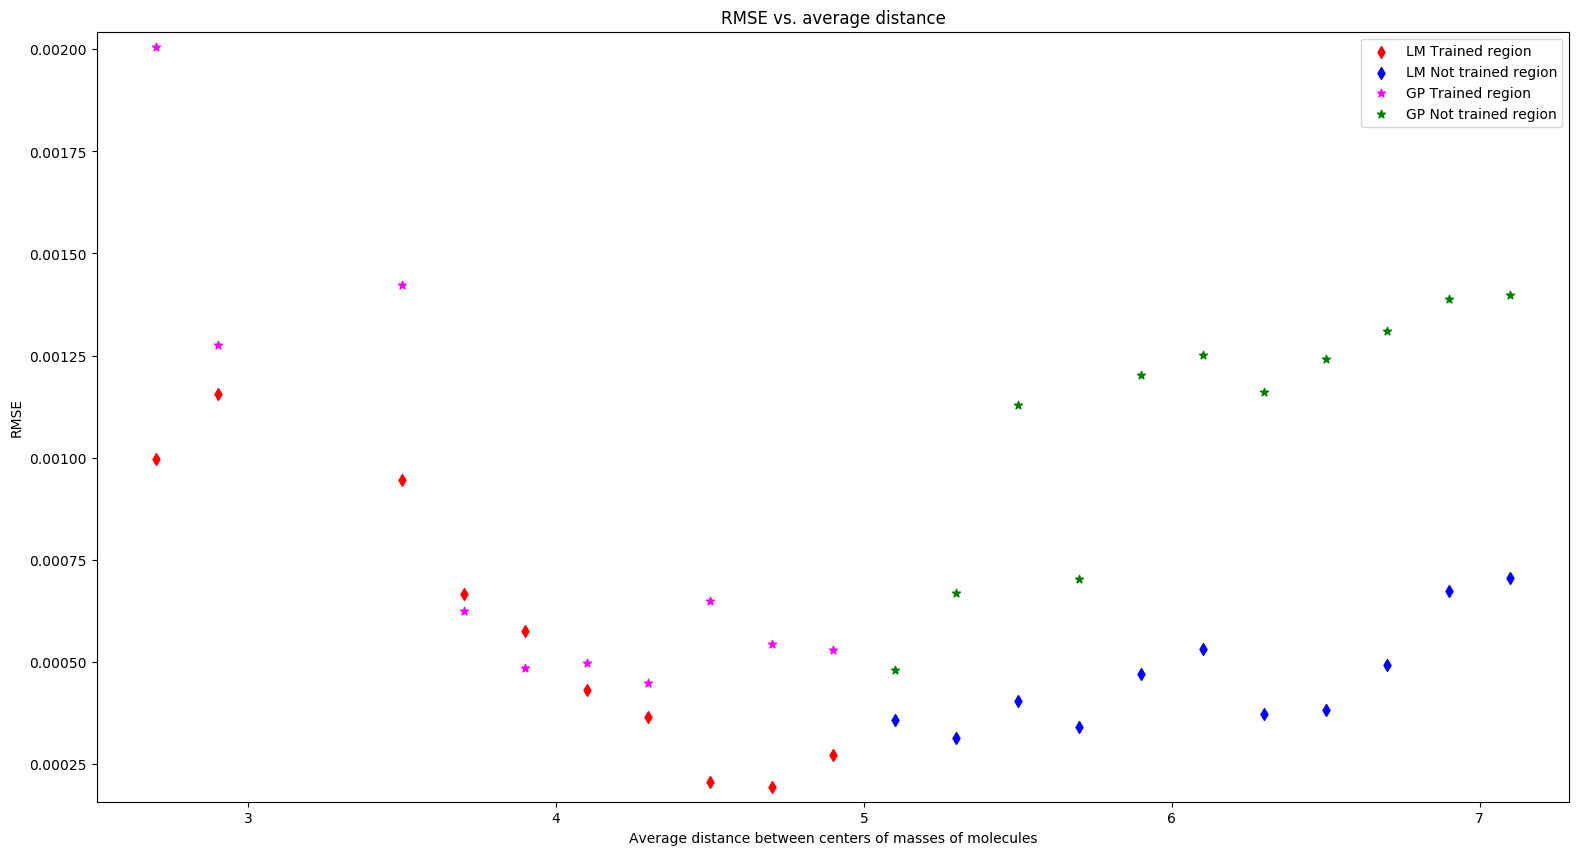 RMSE vs. average distance
LM Trained region
LM Not trained region
GP Trained region
GP Not trained region
0.00200
0.00175
0.00150
0.00125
0.00100
0.00075
0.00050
0.00025
RMSE
3 4 5 6 7
Average distance between centers of masses of molecules